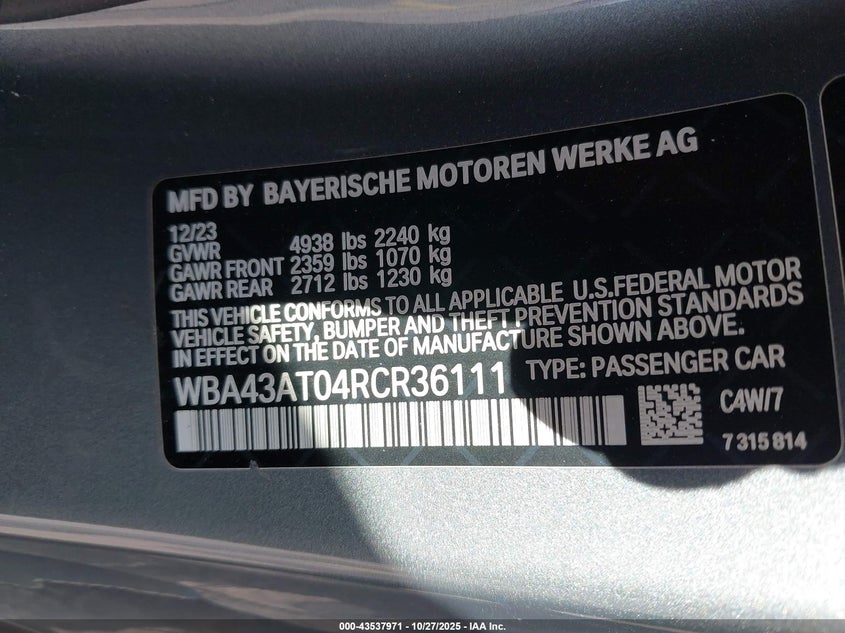 MFD BY BAYERISCHE MOTOREN WERKE AG
12/23
GVWR 4938 lbs 2240 kg
GAWR FRONT 2359 lbs 1070 kg
GAWR REAR 2712 lbs 1230 kg
THIS VEHICLE CONFORMS TO ALL APPLICABLE U.S.FEDERAL MOTOR
VEHICLE SAFETY, BUMPER AND THEFT PREVENTION STANDARDS
IN EFFECT ON THE DATE OF MANUFACTURE SHOWN ABOVE.
WBA43AT04RCR36111 TYPE: PASSENGER CAR
C4W/7
7 315 814
000-43537971 - 10/27/2025 - IAA Inc.